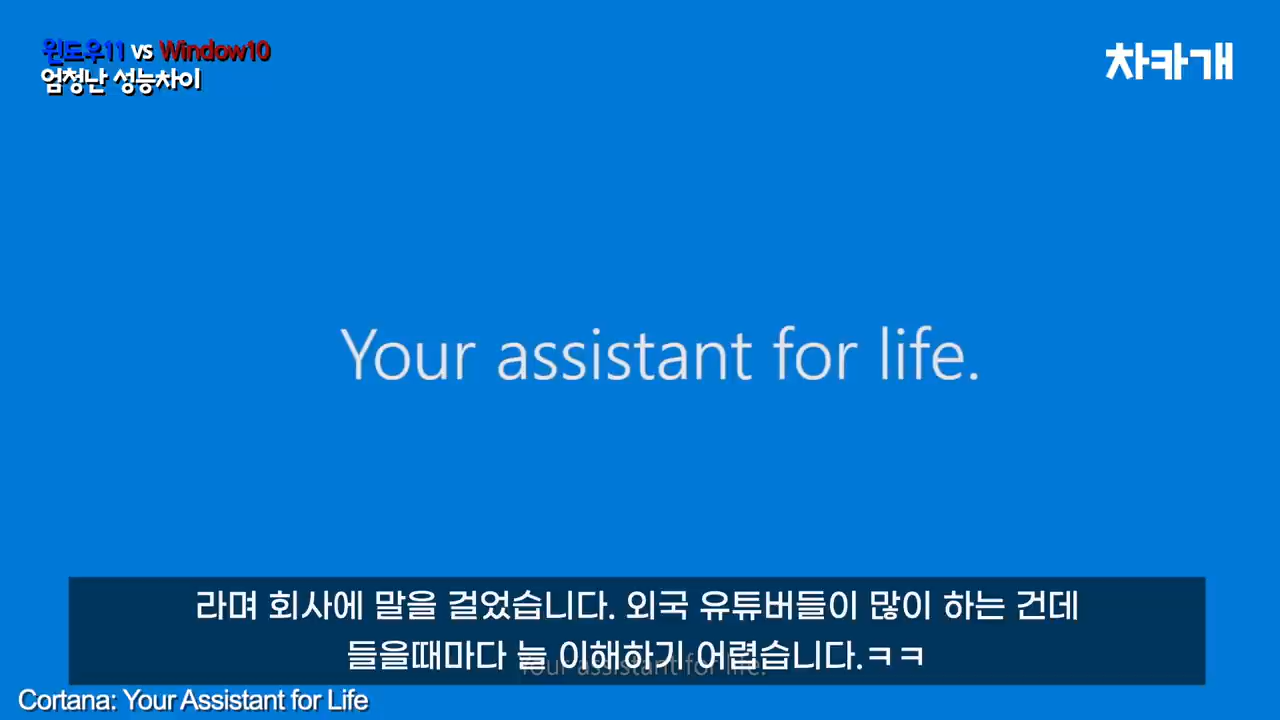 윈도우11 vs Window10
엄청난 성능차이
차카개
Your assistant for life.
라며 회사에 말을 걸었습니다. 외국 유튜버들이 많이 하는 건데
들을때마다 늘 이해하기 어렵습니다.ㅋㅋ
Your assistant for life.
Cortana: Your Assistant for Life